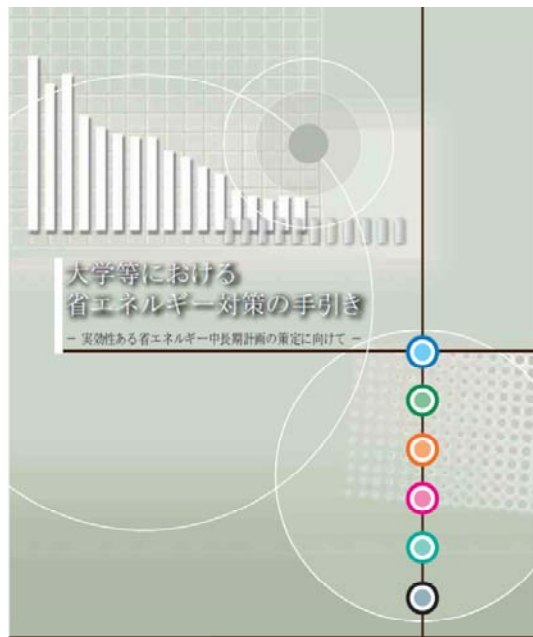 大学等における
省エネルギー対策の手引き
－ 実効性ある省エネルギー中長期計画の策定に向けて －